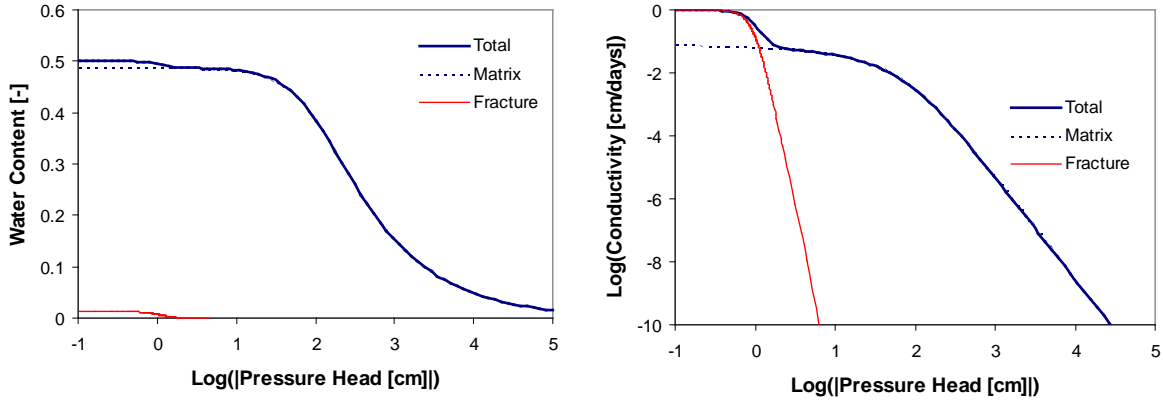 0.6
0.5
0.4
0.3
0.2
0.1
0
Water Content [-]
Total
Matrix
Fracture
-1 0 1 2 3 4 5
Log(|Pressure Head [cm]|)
0
-2
-4
-6
-8
-10
Log(Conductivity [cm/days])
Total
Matrix
Fracture
-1 0 1 2 3 4 5
Log(|Pressure Head [cm]|)